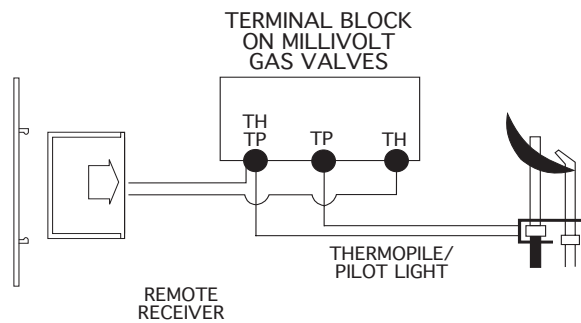 TERMINAL BLOCK
ON MILLIVOLT
GAS VALVES
TH
TP
TP
TH
THERMOPILE/
PILOT LIGHT
REMOTE
RECEIVER